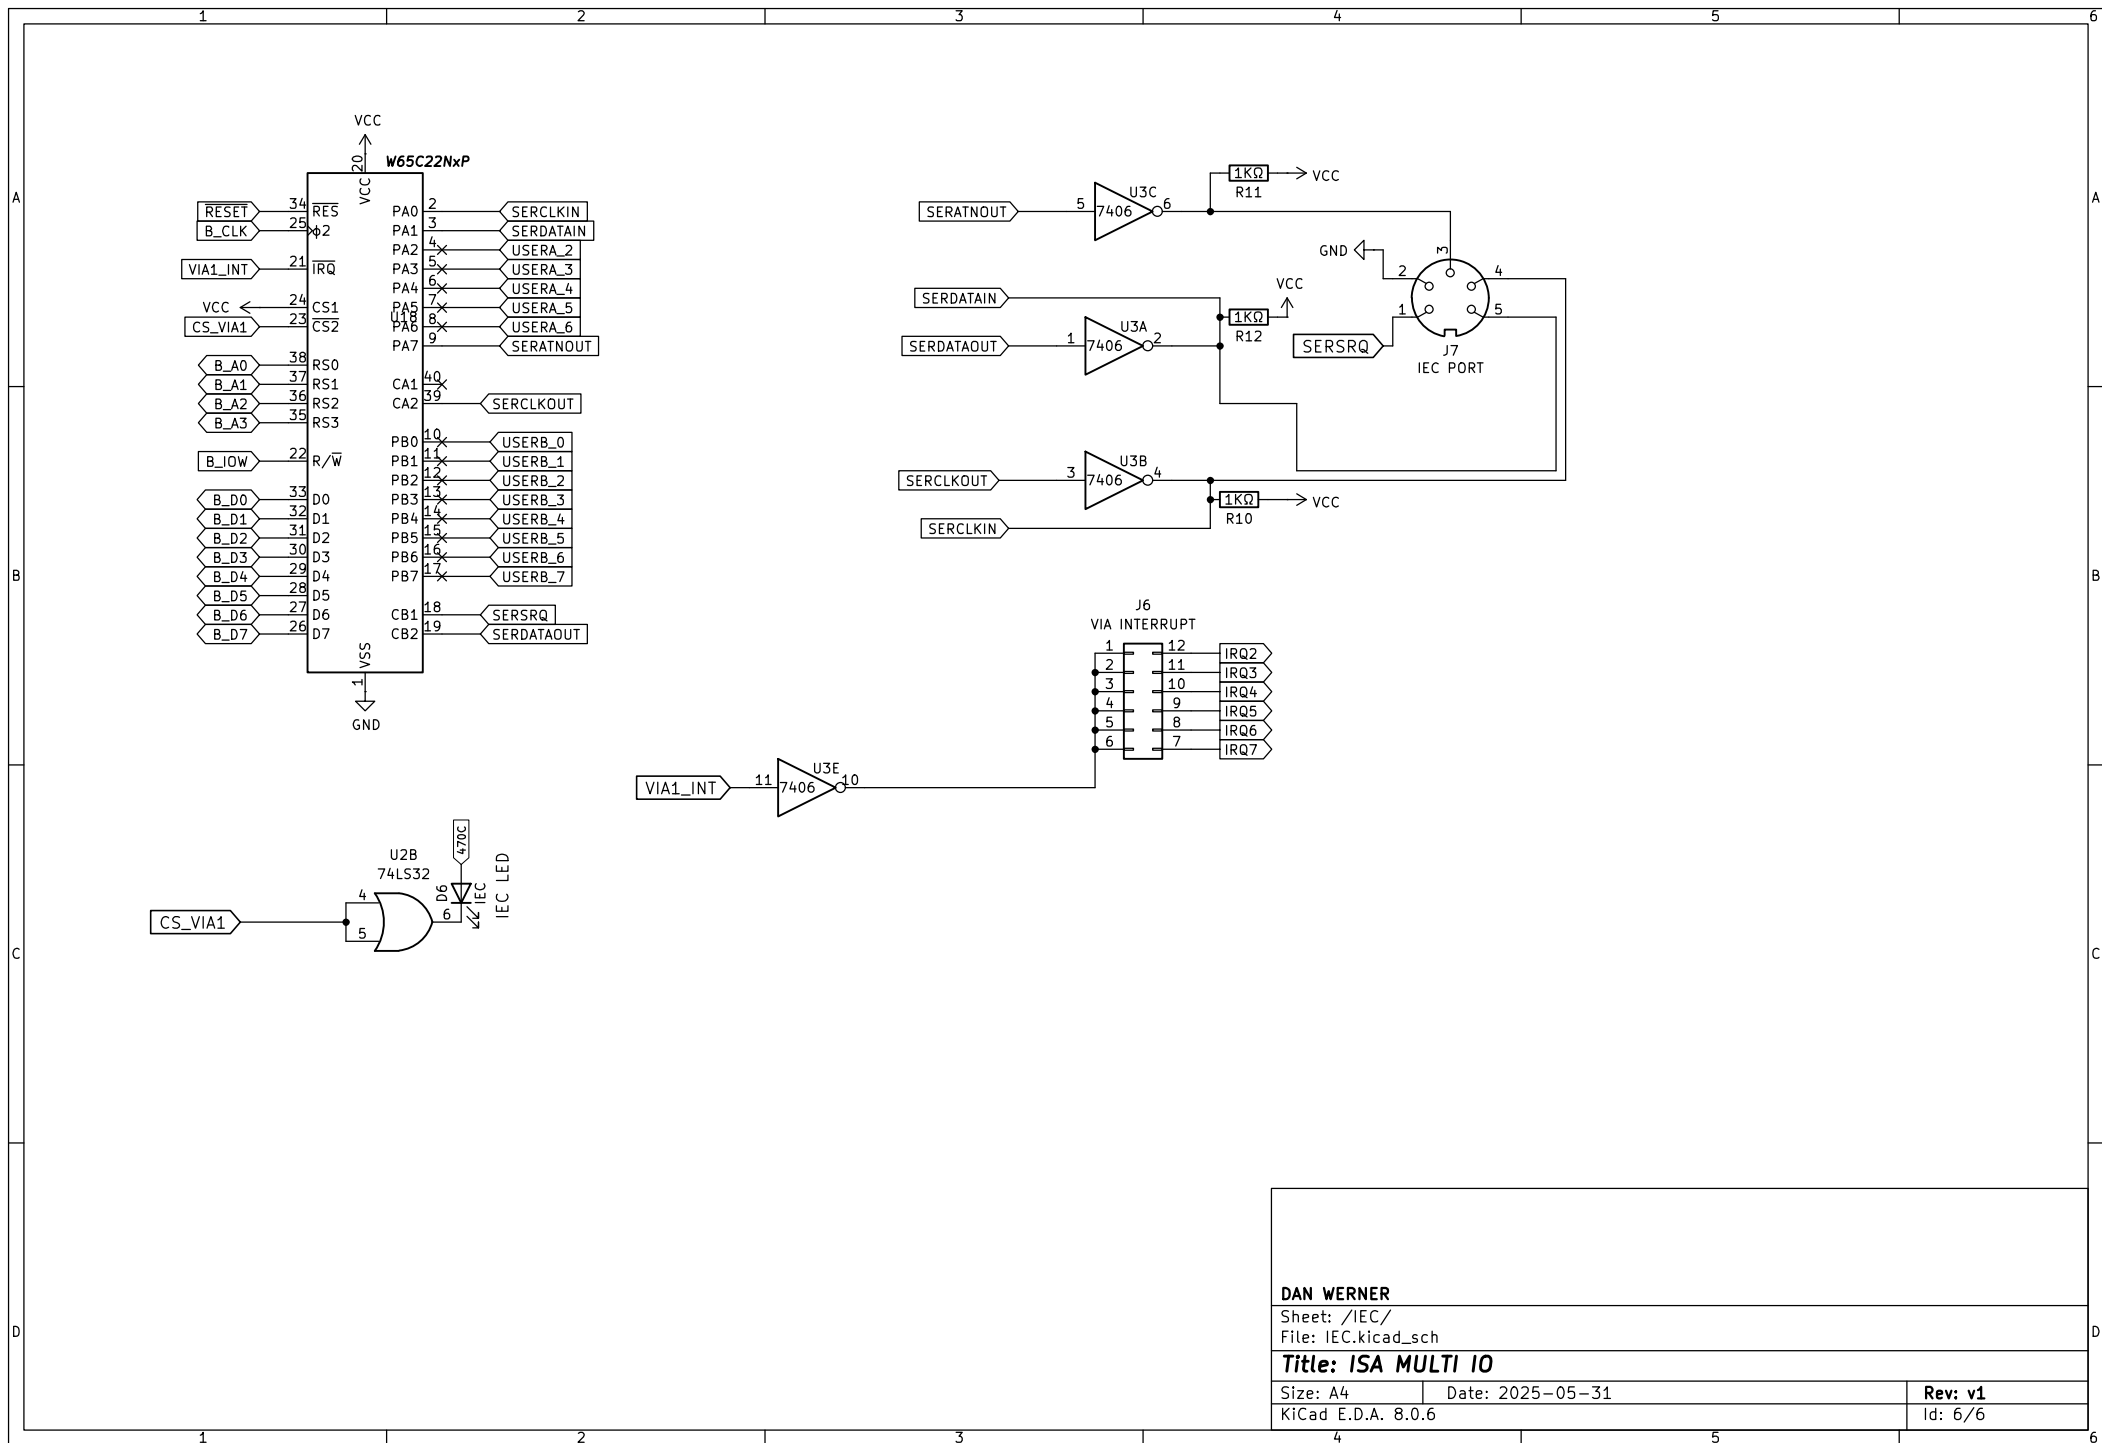 1 2 3 4 5 6
A
B
C
D
VCC
W65C22NxP
20
VCC
RESET 34 RES
B_CLK 25 ϕ2
VIA1_INT 21 IRQ
VCC 24 CS1
CS_VIA1 23 CS2
B_A0 38 RS0
B_A1 37 RS1
B_A2 36 RS2
B_A3 35 RS3
B_IOW 22 R/W
B_D0 33 D0
B_D1 32 D1
B_D2 31 D2
B_D3 30 D3
B_D4 29 D4
B_D5 28 D5
B_D6 27 D6
B_D7 26 D7
PA0 2 SERCLKIN
PA1 3 SERDATAIN
PA2 4 USERA_2
PA3 5 USERA_3
PA4 6 USERA_4
PA5 7 USERA_5
U18
PA6 8 USERA_6
PA7 9 SERATNOUT
CA1 40
CA2 39 SERCLKOUT
PB0 10 USERB_0
PB1 11 USERB_1
PB2 12 USERB_2
PB3 13 USERB_3
PB4 14 USERB_4
PB5 15 USERB_5
PB6 16 USERB_6
PB7 17 USERB_7
CB1 18 SERSRQ
CB2 19 SERDATAOUT
VSS
1
GND
SERATNOUT 5 7406 6
U3C
1KΩ VCC
R11
SERDATAIN
SERDATAOUT 1 7406 2
U3A
VCC
1KΩ
R12
SERCLKOUT 3 7406 4
U3B
1KΩ VCC
R10
SERCLKIN
GND
3
2 4
1 5
SERSRQ
J7
IEC PORT
J6
VIA INTERRUPT
1 12 IRQ2
2 11 IRQ3
3 10 IRQ4
4 9 IRQ5
5 8 IRQ6
6 7 IRQ7
U3E
VIA1_INT 11 7406 10
U2B
74LS32
CS_VIA1
4
5
6
470C
D6
IEC
IEC LED
DAN WERNER
Sheet: /IEC/
File: IEC.kicad_sch
Title: ISA MULTI IO
Size: A4 Date: 2025-05-31 Rev: v1
KiCad E.D.A. 8.0.6 Id: 6/6
A
B
C
D
1 2 3 4 5 6